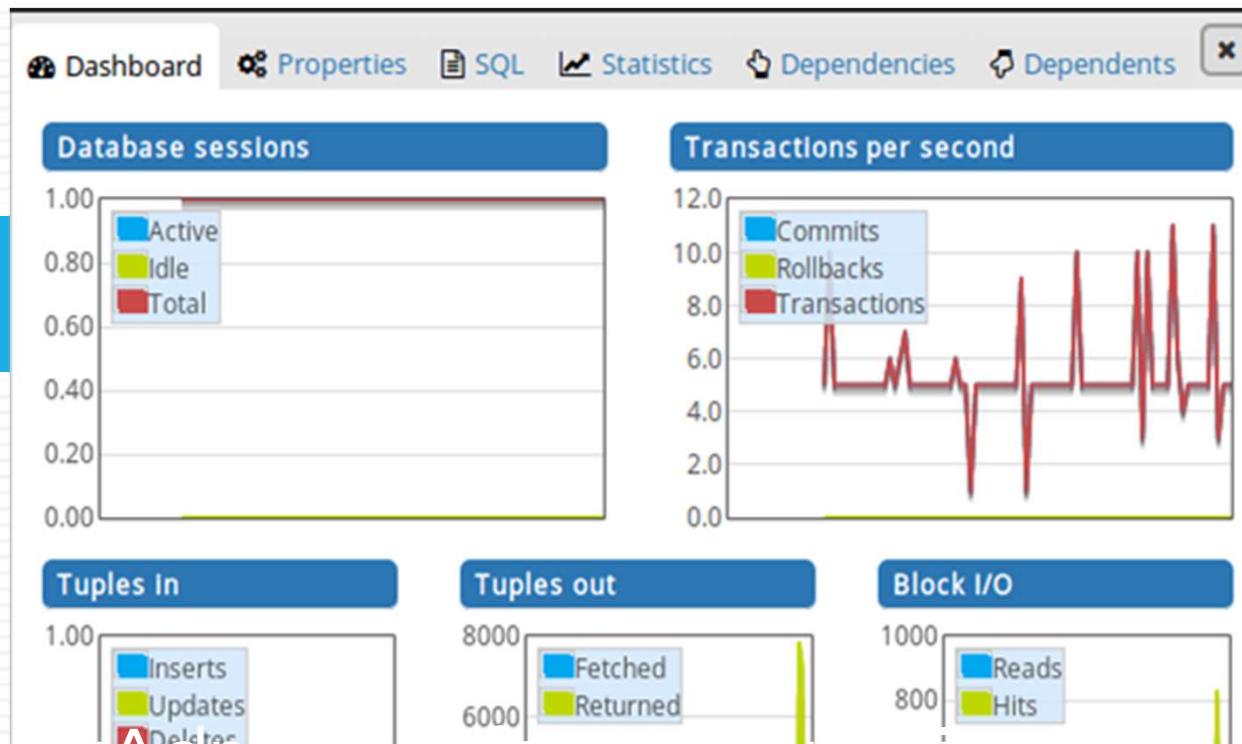 Dashboard Properties SQL Statistics Dependencies Dependents
Database sessions
1.00
0.80
0.60
0.40
0.20
0.00
Active
Idle
Total
Transactions per second
12.0
10.0
8.0
6.0
4.0
2.0
0.0
Commits
Rollbacks
Transactions
Tuples In
1.00
Inserts
Updates
Deletes
Tuples out
8000
6000
Fetched
Returned
Block I/O
1000
800
Reads
Hits